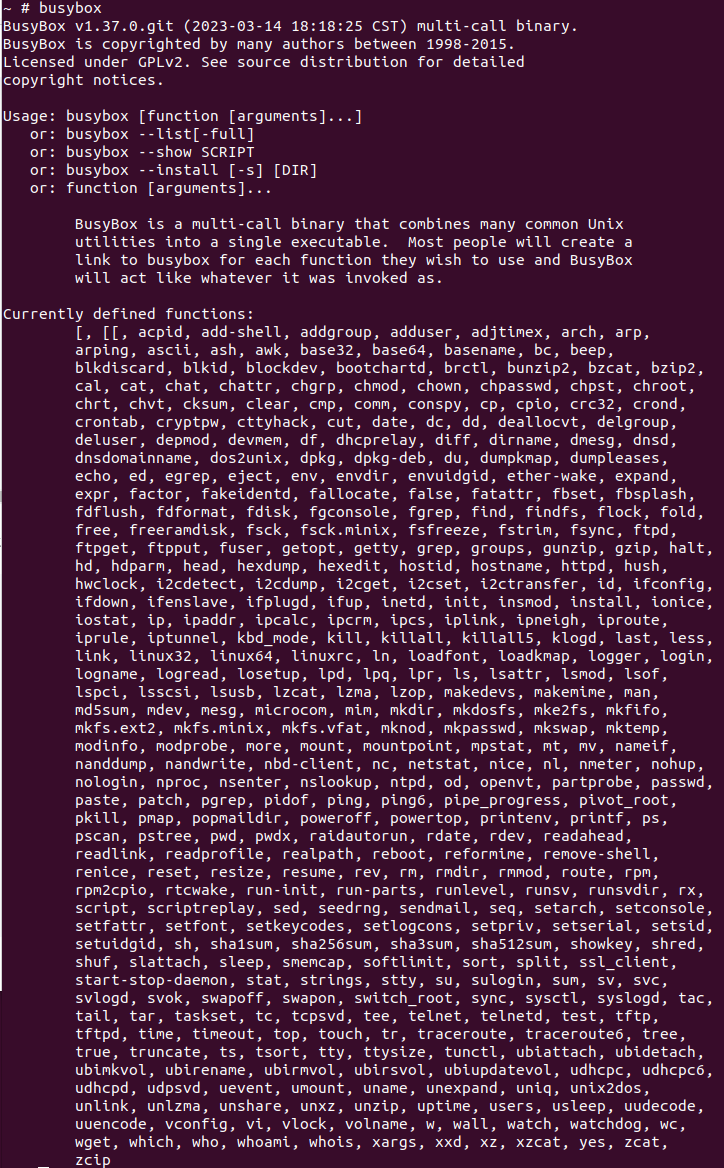 ~ # busybox
BusyBox v1.37.0.git (2023-03-14 18:18:25 CST) multi-call binary.
BusyBox is copyrighted by many authors between 1998-2015.
Licensed under GPLv2. See source distribution for detailed
copyright notices.
Usage: busybox [function [arguments]...]
or: busybox --list[-full]
or: busybox --show SCRIPT
or: busybox --install [-s] [DIR]
or: function [arguments]...
BusyBox is a multi-call binary that combines many common Unix
utilities into a single executable.  Most people will create a
link to busybox for each function they wish to use and BusyBox
will act like whatever it was invoked as.
Currently defined functions:
[, [[, acpid, add-shell, addgroup, adduser, adjtimex, arch, arp,
arping, ascii, ash, awk, base32, base64, basename, bc, beep,
blkdiscard, blkid, blockdev, bootchartd, brctl, bunzip2, bzcat, bzip2,
cal, cat, chat, chattr, chgrp, chmod, chown, chpasswd, chpst, chroot,
chrt, chvt, cksum, clear, cmp, comm, conspy, cp, cpio, crc32, crond,
crontab, cryptpw, cttyhack, cut, date, dc, dd, deallocvt, delgroup,
deluser, depmod, devmem, df, dhcprelay, diff, dirname, dmesg, dnsd,
dnsdomainname, dos2unix, dpkg, dpkg-deb, du, dumpkmap, dumpleases,
echo, ed, egrep, eject, env, envdir, envuidgid, ether-wake, expand,
expr, factor, fakeidentd, fallocate, false, fatattr, fbset, fbsplash,
fdflush, fdformat, fdisk, fgconsole, fgrep, find, findfs, flock, fold,
free, freeramdisk, fsck, fsck.minix, fsfreeze, fstrim, fsync, ftpd,
ftpget, ftpput, fuser, getopt, getty, grep, groups, gunzip, gzip, halt,
hd, hdparm, head, hexdump, hexedit, hostid, hostname, httpd, hush,
hwclock, i2cdetect, i2cdump, i2cget, i2cset, i2ctransfer, id, ifconfig,
ifdown, ifenslave, ifplugd, ifup, inetd, init, insmod, install, ionice,
iostat, ip, ipaddr, ipcalc, ipcrm, ipcs, iplink, ipneigh, iproute,
iprule, iptunnel, kbd_mode, kill, killall, killall5, klogd, last, less,
link, linux32, linux64, linuxrc, ln, loadfont, loadkmap, logger, login,
logname, logread, losetup, lpd, lpq, lpr, ls, lsattr, lsmod, lsof,
lspci, lsscsi, lsusb, lzcat, lzma, lzop, makedevs, makemime, man,
md5sum, mdev, mesg, microcom, mim, mkdir, mkdosfs, mke2fs, mkfifo,
mkfs.ext2, mkfs.minix, mkfs.vfat, mknod, mkpasswd, mkswap, mktemp,
modinfo, modprobe, more, mount, mountpoint, mpstat, mt, mv, nameif,
nanddump, nandwrite, nbd-client, nc, netstat, nice, nl, nmeter, nohup,
nologin, nproc, nsenter, nslookup, ntpd, od, openvt, partprobe, passwd,
paste, patch, pgrep, pidof, ping, ping6, pipe_progress, pivot_root,
pkill, pmap, popmaildir, poweroff, powertop, printenv, printf, ps,
pscan, pstree, pwd, pwdx, raidautorun, rdate, rdev, readahead,
readlink, readprofile, realpath, reboot, reformime, remove-shell,
renice, reset, resize, resume, rev, rm, rmdir, rmmod, route, rpm,
rpm2cpio, rtcwake, run-init, run-parts, runlevel, runsv, runsvdir, rx,
script, scriptreplay, sed, seedrng, sendmail, seq, setarch, setconsole,
setfattr, setfont, setkeycodes, setlogcons, setpriv, setserial, setsid,
setuidgid, sh, sha1sum, sha256sum, sha3sum, sha512sum, showkey, shred,
shuf, slattach, sleep, smemcap, softlimit, sort, split, ssl_client,
start-stop-daemon, stat, strings, stty, su, sulogin, sum, sv, svc,
svlogd, svok, swapoff, swapon, switch_root, sync, sysctl, syslogd, tac,
tail, tar, taskset, tc, tcpsvd, tee, telnet, telnetd, test, tftp,
tftpd, time, timeout, top, touch, tr, traceroute, traceroute6, tree,
true, truncate, ts, tsort, tty, ttysize, tunctl, ubiattach, ubidetach,
ubimkvol, ubirename, ubirmvol, ubirsvol, ubiupdatevol, udhcpc, udhcpc6,
udhcpd, udpsvd, uevent, umount, uname, unexpand, uniq, unix2dos,
unlink, unlzma, unshare, unxz, unzip, uptime, users, usleep, uudecode,
uuencode, vconfig, vi, vlock, volname, w, wall, watch, watchdog, wc,
wget, which, who, whoami, whois, xargs, xxd, xz, xzcat, yes, zcat,
zcip